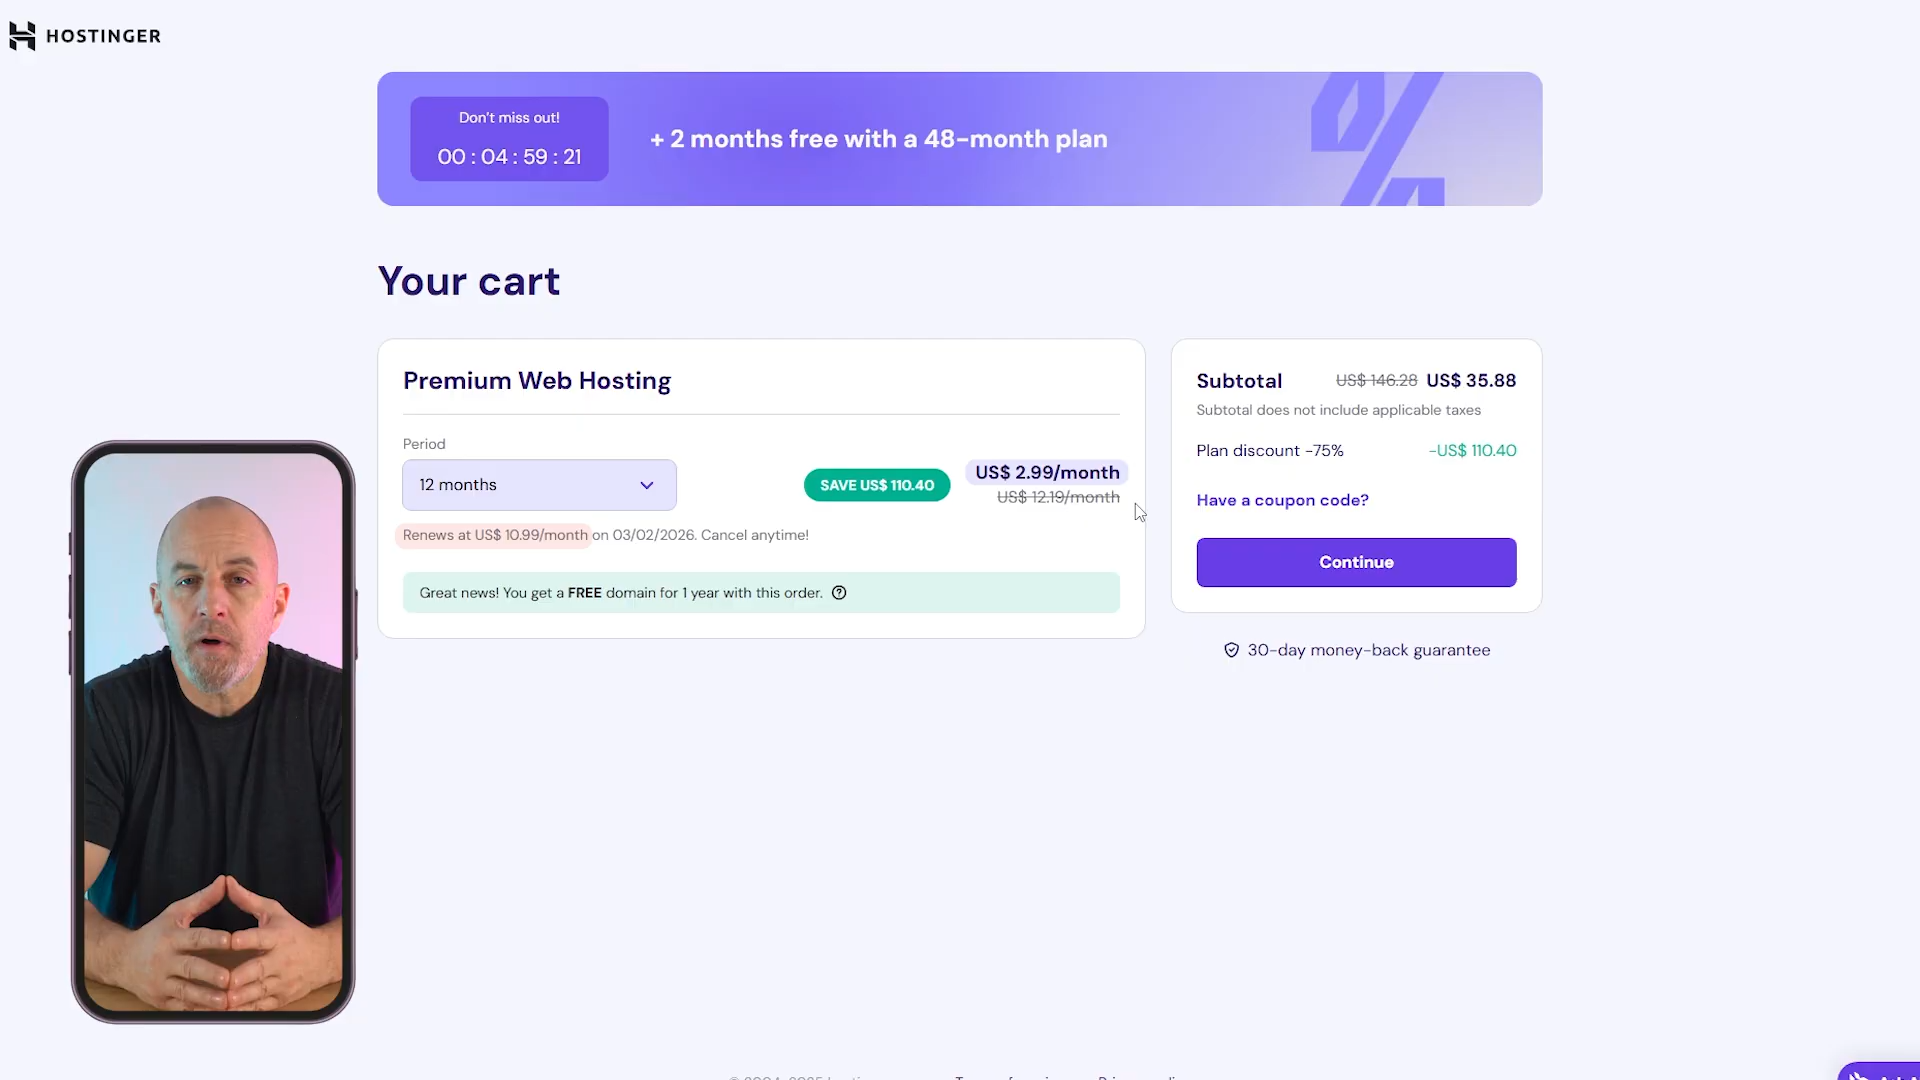 HOSTINGER
Don't miss out!
00 : 04 : 59 : 21
+ 2 months free with a 48-month plan
Your cart
Premium Web Hosting
Period
12 months
SAVE US$ 110.40
US$ 2.99/month
US$ 12.19/month
Renews at US$ 10.99/month on 03/02/2026. Cancel anytime!
Great news! You get a FREE domain for 1 year with this order.
Subtotal US$ 146.28 US$ 35.88
Subtotal does not include applicable taxes
Plan discount -75% -US$ 110.40
Have a coupon code?
Continue
30-day money-back guarantee